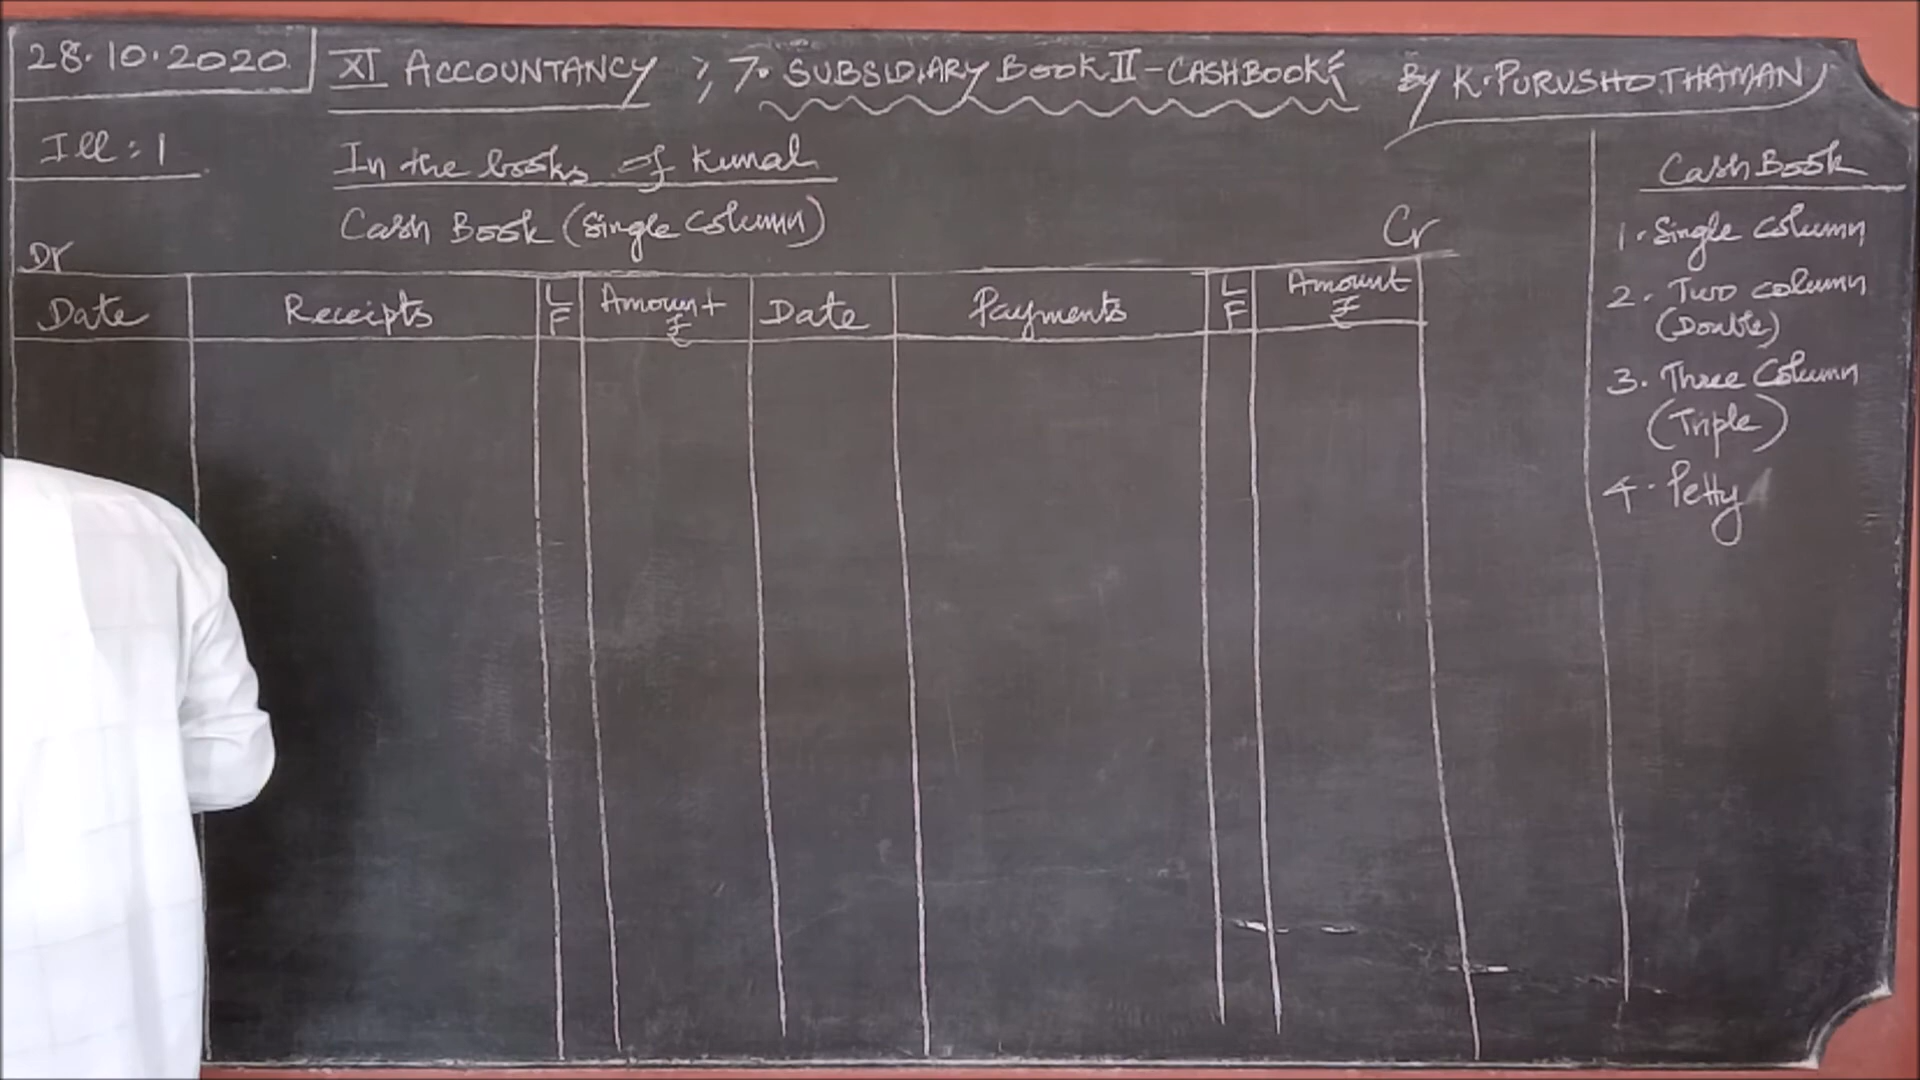 28.10.2020 XI ACCOUNTANCY ; 7. SUBSIDIARY BOOK II - CASHBOOK By K. PURUSHOTHAMAN
Ill : 1
In the books of Kunal
Cash Book (Single Column)
Dr Cr
Date Receipts L F Amount ₹ Date Payments L F Amount ₹
Cash Book
1. Single Column
2. Two column
(Double)
3. Three Column
(Triple)
4. Petty